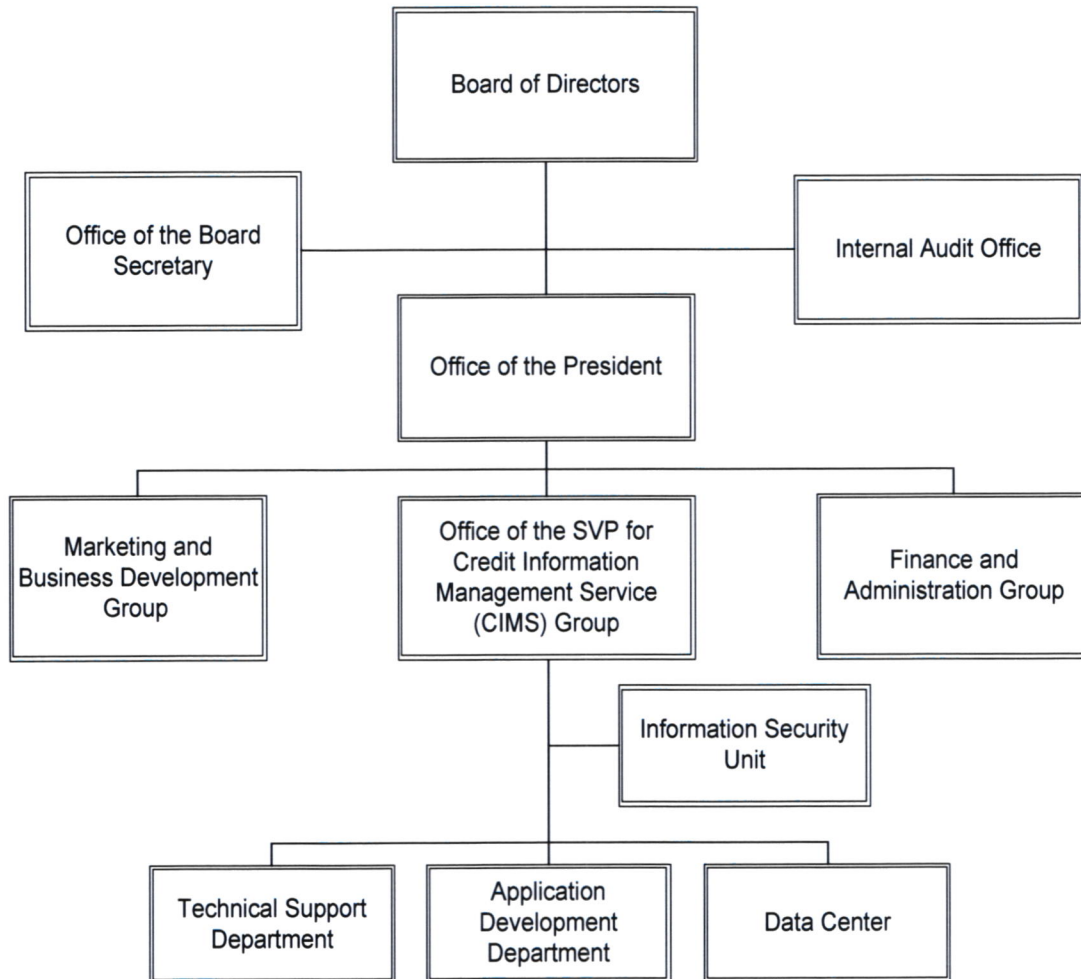 Board of Directors
Office of the Board
Secretary
Internal Audit Office
Office of the President
Marketing and
Business Development
Group
Office of the SVP for
Credit Information
Management Service
(CIMS) Group
Finance and
Administration Group
Information Security
Unit
Technical Support
Department
Application
Development
Department
Data Center